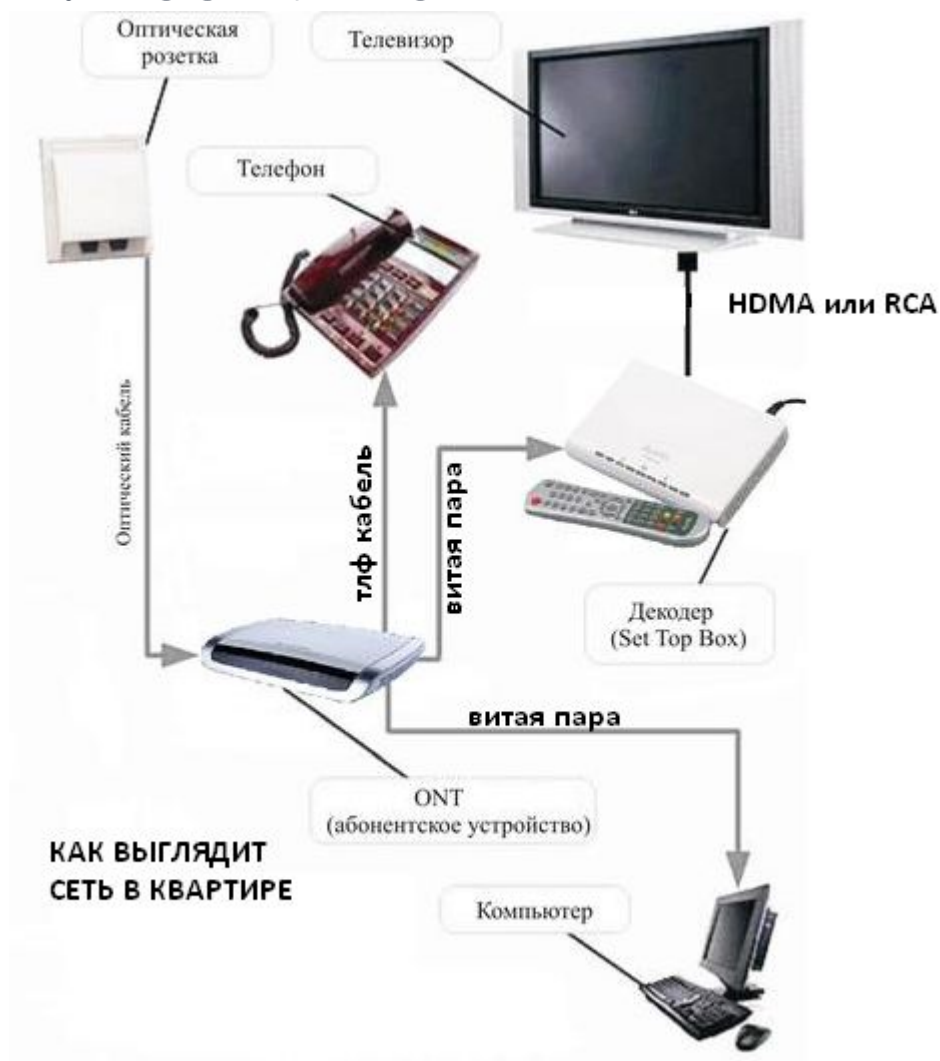 Оптическая
розетка
Телевизор
Телефон
HDMA или RCA
Оптический кабель
тлф кабель
витая пара
Декодер
(Set Top Box)
витая пара
ONT
(абонентское устройство)
КАК ВЫГЛЯДИТ
СЕТЬ В КВАРТИРЕ
Компьютер